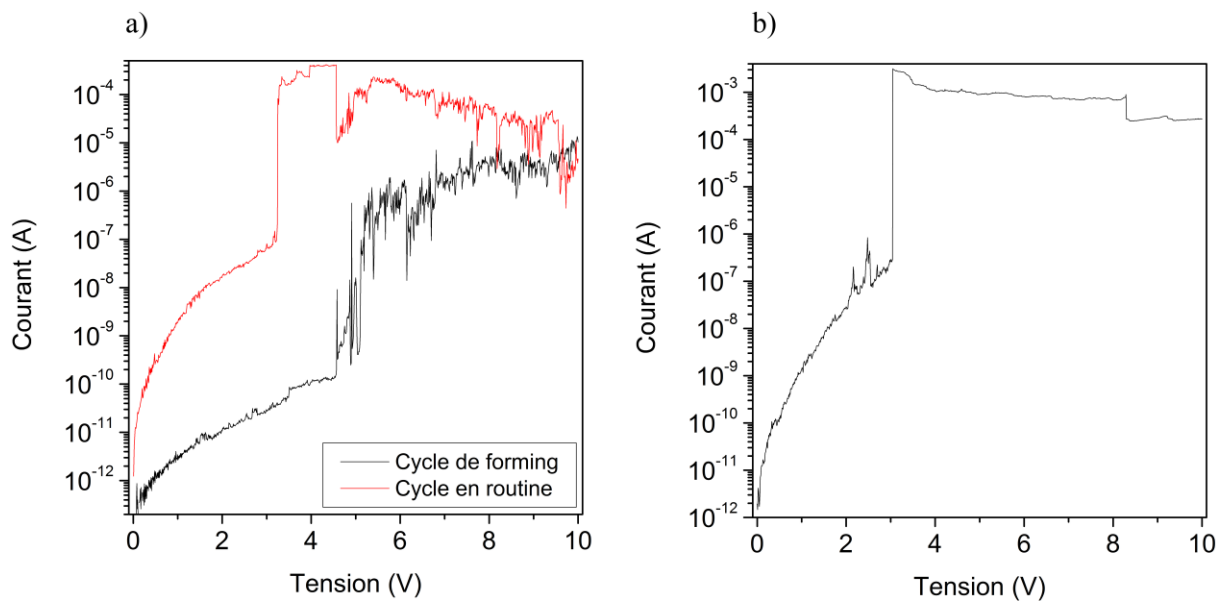 a)
b)
10⁻⁴
10⁻⁵
10⁻⁶
10⁻⁷
10⁻⁸
10⁻⁹
10⁻¹⁰
10⁻¹¹
10⁻¹²
Courant (A)
Cycle de forming
Cycle en routine
0 2 4 6 8 10
Tension (V)
10⁻³
10⁻⁴
10⁻⁵
10⁻⁶
10⁻⁷
10⁻⁸
10⁻⁹
10⁻¹⁰
10⁻¹¹
10⁻¹²
Courant (A)
0 2 4 6 8 10
Tension (V)